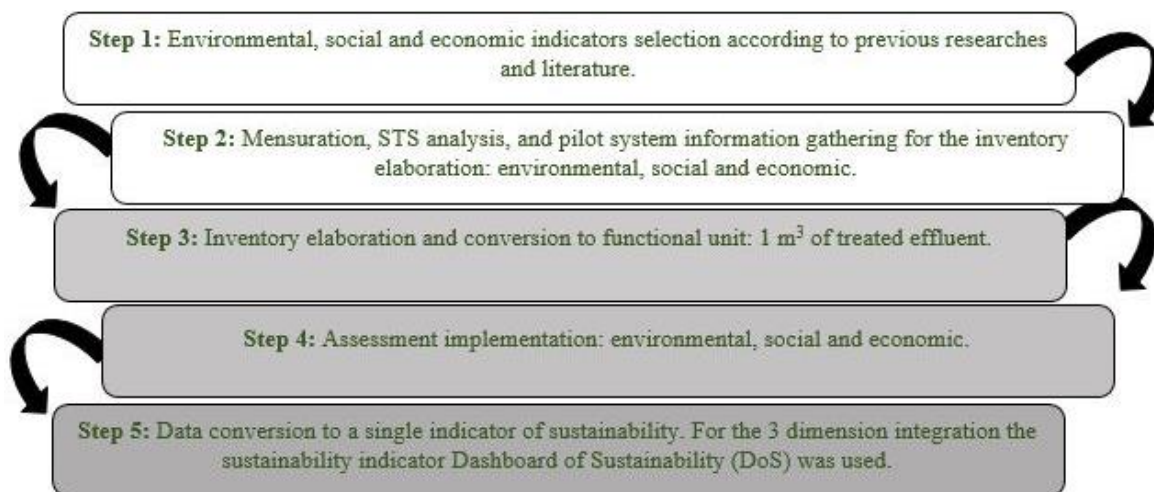 Step 1: Environmental, social and economic indicators selection according to previous researches
and literature.
Step 2: Mensuration, STS analysis, and pilot system information gathering for the inventory
elaboration: environmental, social and economic.
Step 3: Inventory elaboration and conversion to functional unit: 1 m³ of treated effluent.
Step 4: Assessment implementation: environmental, social and economic.
Step 5: Data conversion to a single indicator of sustainability. For the 3 dimension integration the
sustainability indicator Dashboard of Sustainability (DoS) was used.